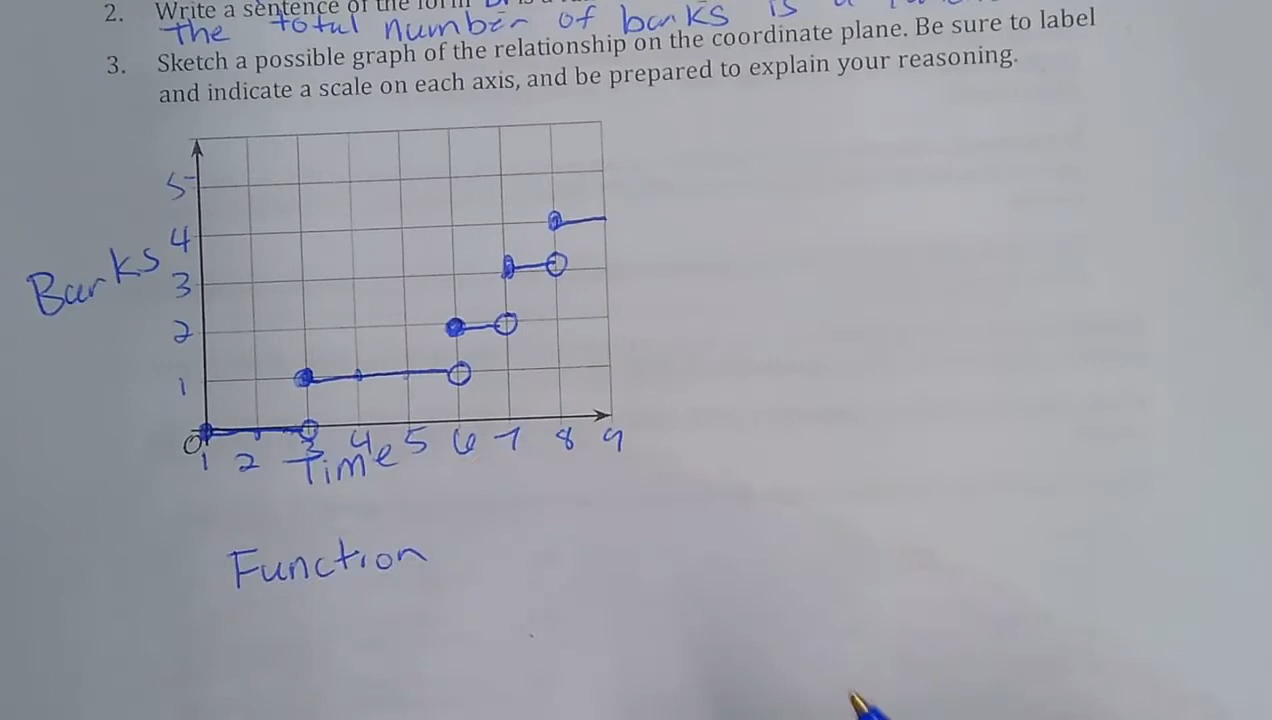 2. Write a sentence of the form
the total number of barks is a
3. Sketch a possible graph of the relationship on the coordinate plane. Be sure to label
and indicate a scale on each axis, and be prepared to explain your reasoning.
5
4
Barks
3
2
1
0
1 2 3 4 5 6 7 8 9
Time
Function